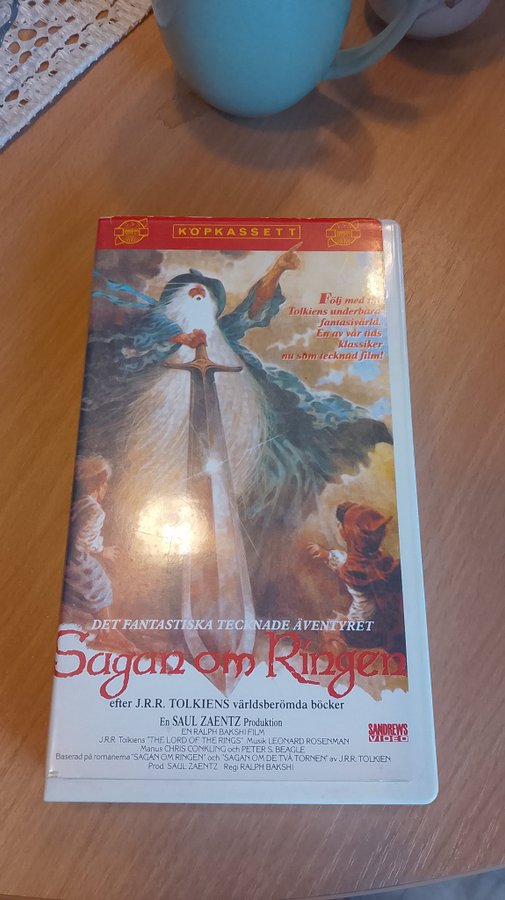 KÖPKASSETT
Följ med till
Tolkiens underbara
fantasivärld.
En av vår tids
klassiker
nu som tecknad film!
DET FANTASTISKA TECKNADE ÄVENTYRET
Sagan om Ringen
efter J.R.R. TOLKIENS världsberömda böcker
En SAUL ZAENTZ Produktion
EN RALPH BAKSHI FILM
J.R.R. Tolkiens "THE LORD OF THE RINGS" Musik LEONARD ROSENMAN
Manus CHRIS CONKLING och PETER S. BEAGLE
Baserad på romanerna "SAGAN OM RINGEN" och "SAGAN OM DE TVÅ TORNEN" av J.R.R. TOLKIEN
Prod. SAUL ZAENTZ Regi RALPH BAKSHI
SANDREWS
VIDEO